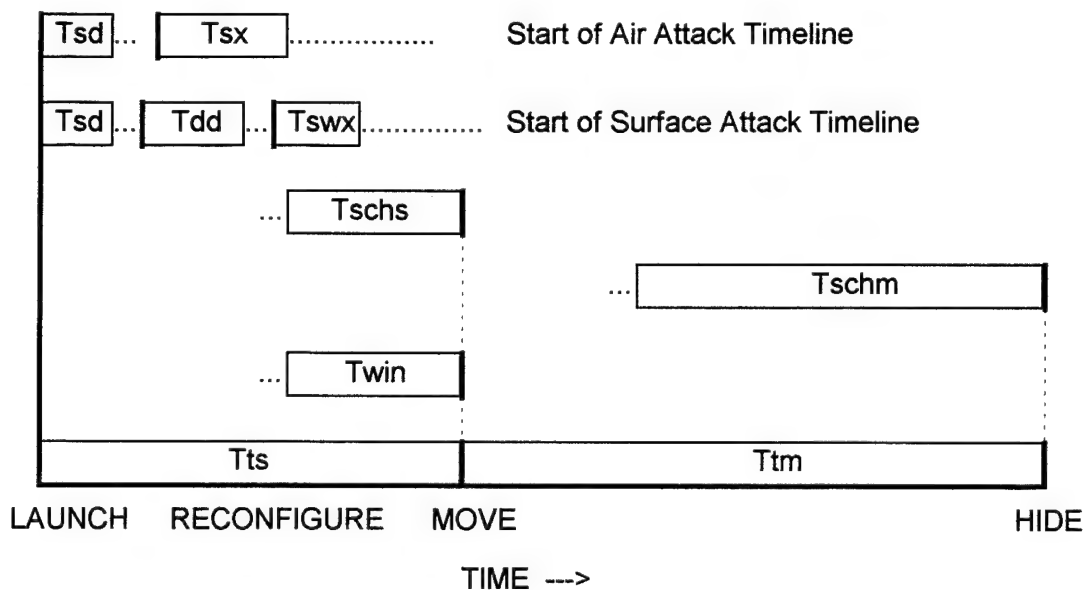 Tsd ... Tsx .................. Start of Air Attack Timeline
Tsd ... Tdd ... Tswx ............... Start of Surface Attack Timeline
... Tschs
... Tschm
... Twin
Tts Ttm
LAUNCH RECONFIGURE MOVE HIDE
TIME --->